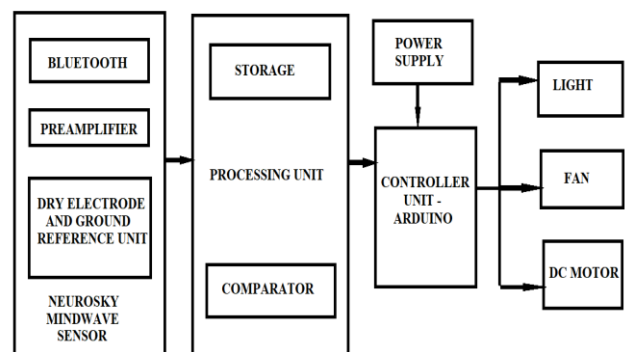 BLUETOOTH
PREAMPLIFIER
DRY ELECTRODE
AND GROUND
REFERENCE UNIT
NEUROSKY
MINDWAVE
SENSOR
STORAGE
PROCESSING UNIT
COMPARATOR
POWER
SUPPLY
CONTROLLER
UNIT -
ARDUINO
LIGHT
FAN
DC MOTOR